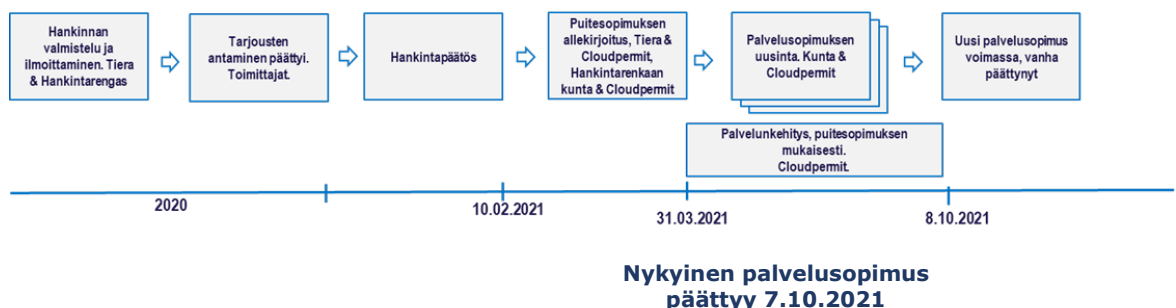 Hankinnan
valmistelu ja
ilmoittaminen. Tiera
& Hankintarengas
Tarjousten
antaminen päättyi.
Toimittajat.
Hankintapäätös
Puitesopimuksen
allekirjoitus, Tiera &
Cloudpermit,
Hankintarenkaan
kunta & Cloudpermit
Palvelusopimuksen
uusinta. Kunta &
Cloudpermit
Uusi palvelusopimus
voimassa, vanha
päättynyt
Palvelunkehitys, puitesopimuksen
mukaisesti.
Cloudpermit.
2020
10.02.2021
31.03.2021
8.10.2021
Nykyinen palvelusopimus
päättyy 7.10.2021